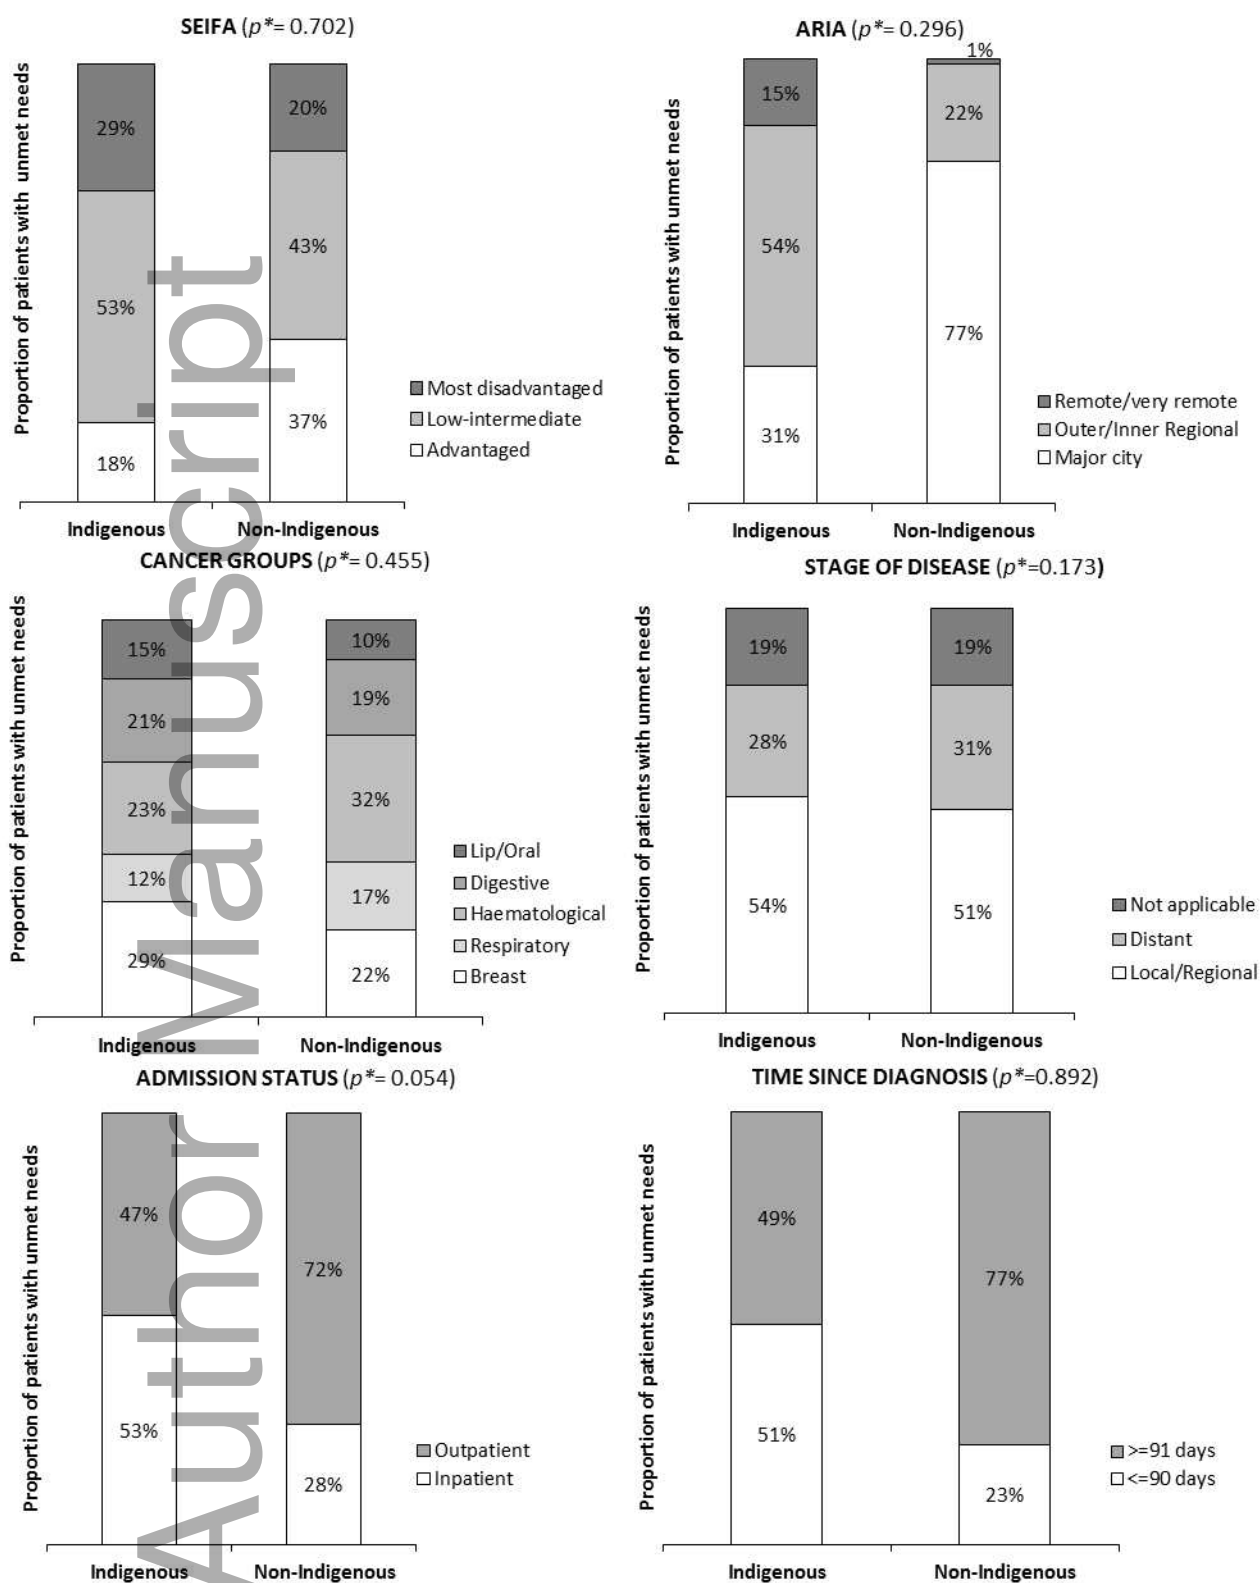 SEIFA (p*= 0.702)
Proportion of patients with unmet needs
29%
53%
18%
20%
43%
37%
Most disadvantaged
Low-intermediate
Advantaged
Indigenous
Non-Indigenous
ARIA (p*= 0.296)
Proportion of patients with unmet needs
15%
54%
31%
1%
22%
77%
Remote/very remote
Outer/Inner Regional
Major city
Indigenous
Non-Indigenous
CANCER GROUPS (p*= 0.455)
Proportion of patients with unmet needs
15%
21%
23%
12%
29%
10%
19%
32%
17%
22%
Lip/Oral
Digestive
Haematological
Respiratory
Breast
Indigenous
Non-Indigenous
STAGE OF DISEASE (p*=0.173)
Proportion of patients with unmet needs
19%
28%
54%
19%
31%
51%
Not applicable
Distant
Local/Regional
Indigenous
Non-Indigenous
ADMISSION STATUS (p*= 0.054)
Proportion of patients with unmet needs
47%
53%
72%
28%
Outpatient
Inpatient
Indigenous
Non-Indigenous
TIME SINCE DIAGNOSIS (p*=0.892)
Proportion of patients with unmet needs
49%
51%
77%
23%
>=91 days
<=90 days
Indigenous
Non-Indigenous
Author Manuscript